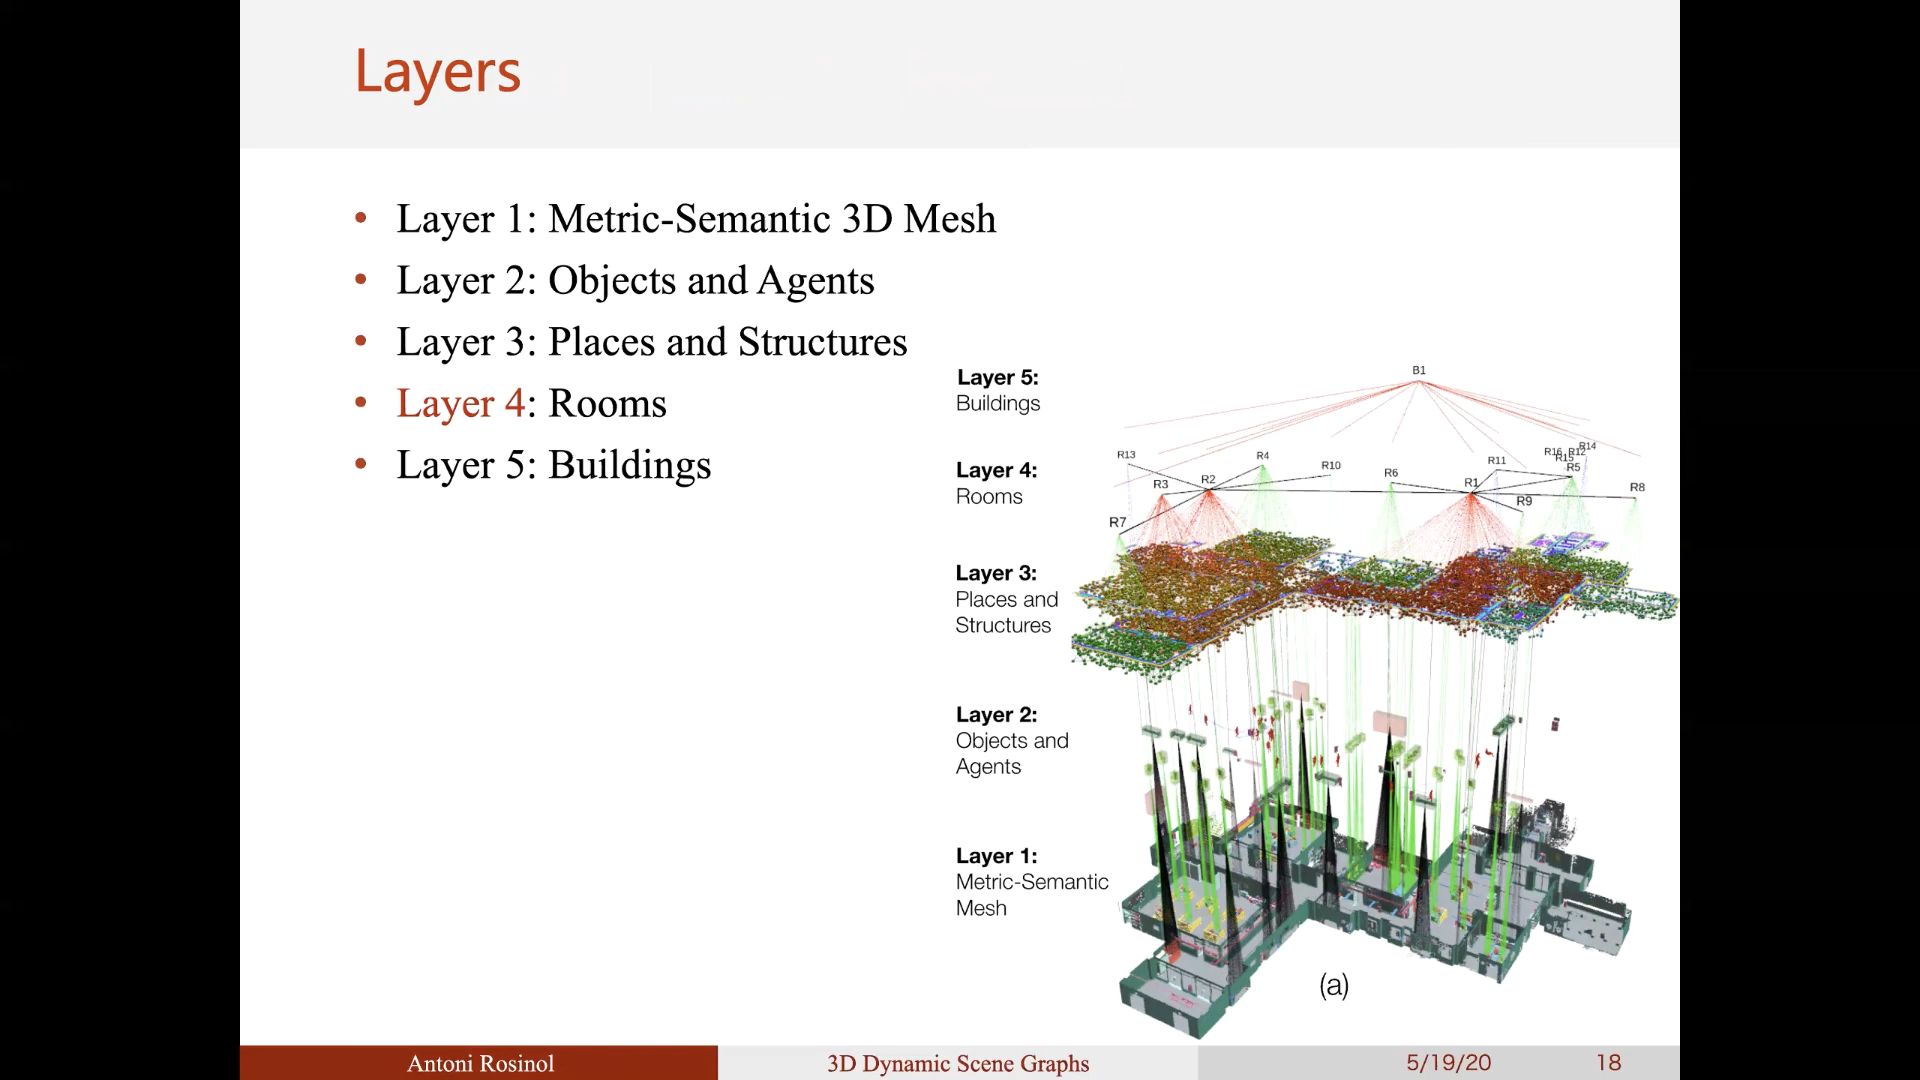 Layers
• Layer 1: Metric-Semantic 3D Mesh
• Layer 2: Objects and Agents
• Layer 3: Places and Structures
• Layer 4: Rooms
• Layer 5: Buildings
Layer 5:
Buildings
B1
Layer 4:
Rooms
R13
R4
R10
R3
R2
R7
R6
R11
R1
R9
R16
R15
R12
R14
R5
R8
Layer 3:
Places and
Structures
Layer 2:
Objects and
Agents
Layer 1:
Metric-Semantic
Mesh
(a)
Antoni Rosinol
3D Dynamic Scene Graphs
5/19/20
18